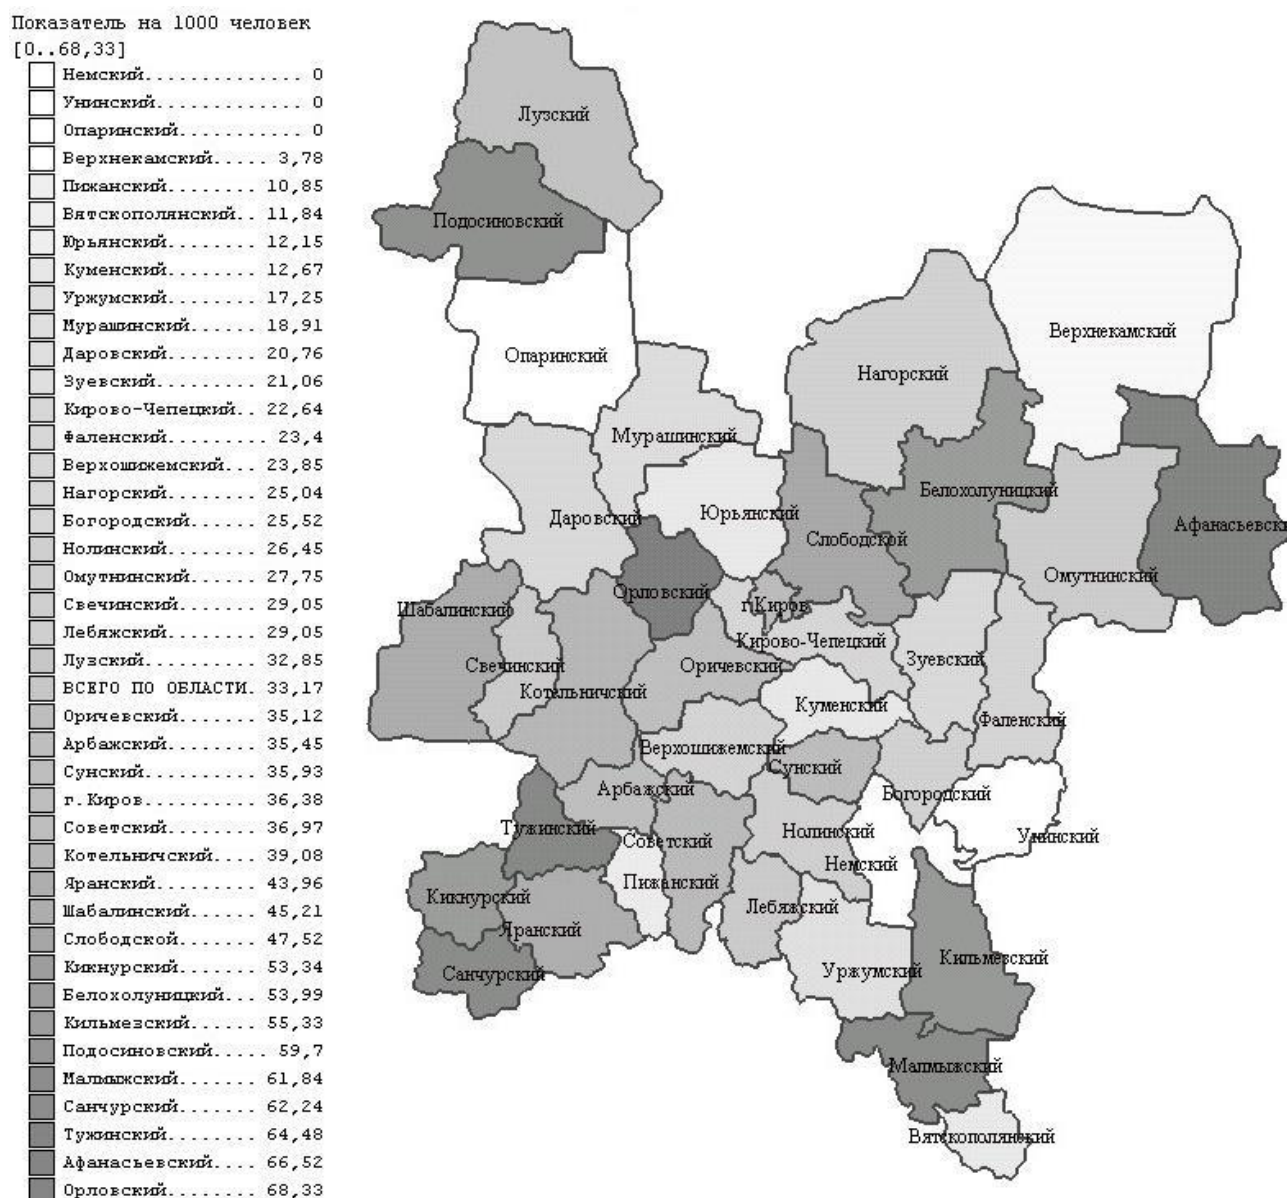 Показатель на 1000 человек
[0..68,33]
Немский.............. 0
Унинский............. 0
Опаринский........... 0
Верхнекамский..... 3,78
Пижанский........ 10,85
Вятскополянский.. 11,84
Юрьянский........ 12,15
Куменский........ 12,67
Уржумский........ 17,25
Мурашинский...... 18,91
Даровский........ 20,76
Зуевский......... 21,06
Кирово-Чепецкий.. 22,64
Фаленский......... 23,4
Верхошижемский... 23,85
Нагорский........ 25,04
Богородский...... 25,52
Нолинский........ 26,45
Омутнинский...... 27,75
Свечинский....... 29,05
Лебяжский........ 29,05
Лузский.......... 32,85
ВСЕГО ПО ОБЛАСТИ. 33,17
Оричевский....... 35,12
Арбажский........ 35,45
Сунский.......... 35,93
г.Киров.......... 36,38
Советский........ 36,97
Котельничский.... 39,08
Яранский......... 43,96
Шабалинский...... 45,21
Слободской....... 47,52
Кикнурский....... 53,34
Белохолуницкий... 53,99
Кильмезский...... 55,33
Подосиновский..... 59,7
Малмыжский....... 61,84
Санчурский....... 62,24
Тужинский........ 64,48
Афанасьевский.... 66,52
Орловский........ 68,33
Лузский
Подосиновский
Верхнекамский
Опаринский
Нагорский
Мурашинский
Белохолуницкий
Юрьянский
Даровский
Афанасьевски
Слободской
Омутнинский
Орловский
г.Киров
Шабалинский
Кирово-Чепецкий
Зуевский
Свечинский
Оричевский
Котельничский
Куменский
Фаленский
Верхошижемский
Сунский
Арбажский
Богородский
Тужинский
Нолинский
Унинский
Советский
Немский
Пижанский
Кикнурский
Лебяжский
Яранский
Кильмезский
Санчурский
Уржумский
Малмыжский
Вятскополянский